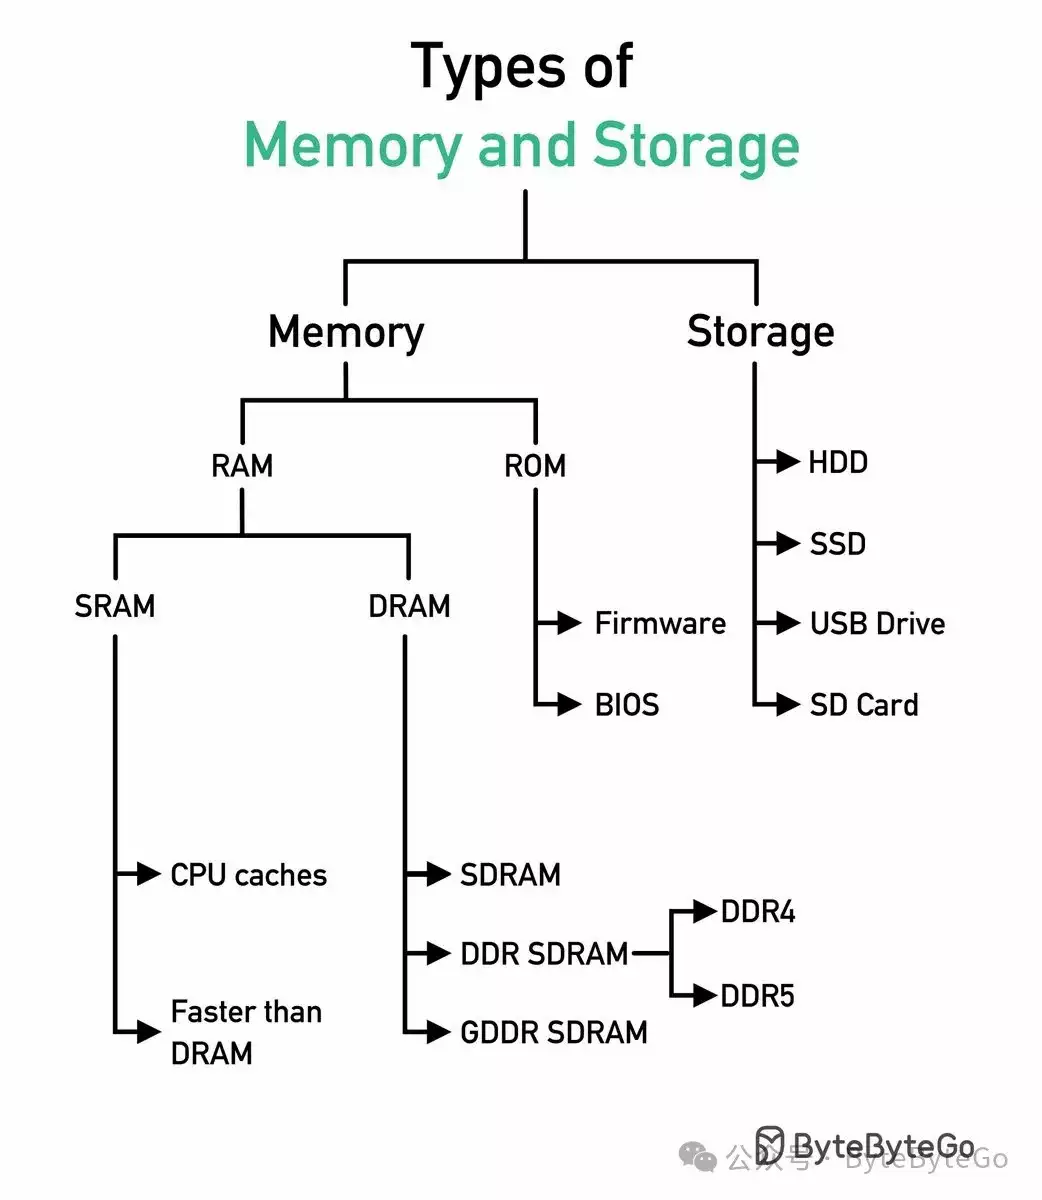 Types of
Memory and Storage
Memory
Storage
RAM
ROM
HDD
SSD
SRAM
DRAM
Firmware
USB Drive
BIOS
SD Card
CPU caches
SDRAM
DDR4
DDR SDRAM
DDR5
Faster than
DRAM
GDDR SDRAM
ByteByteGo
公众号 · ByteByteGo